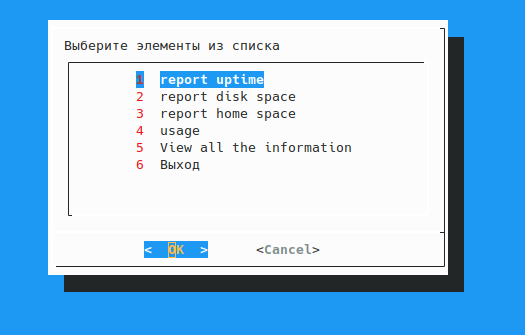 Выберите элементы из списка
1 report uptime
2 report disk space
3 report home space
4 usage
5 View all the information
6 Выход
< OK > <Cancel>